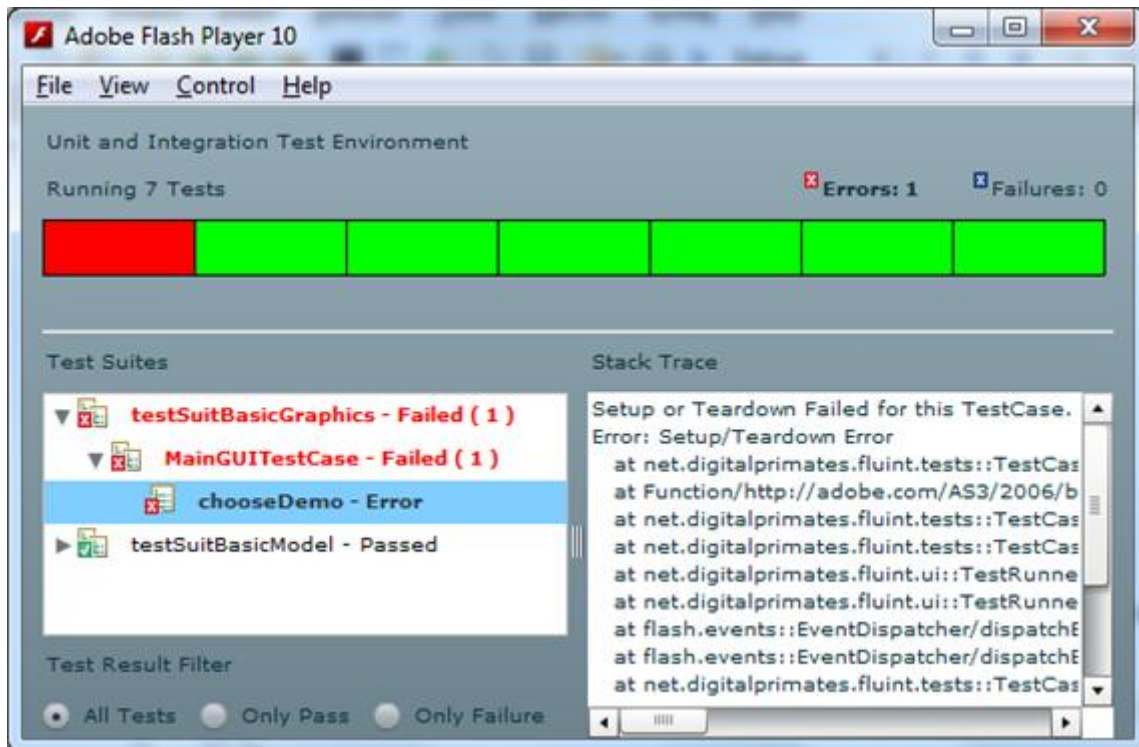 Adobe Flash Player 10
File View Control Help
Unit and Integration Test Environment
Running 7 Tests
Errors: 1
Failures: 0
Test Suites
testSuitBasicGraphics - Failed ( 1 )
MainGUITestCase - Failed ( 1 )
chooseDemo - Error
testSuitBasicModel - Passed
Test Result Filter
All Tests Only Pass Only Failure
Stack Trace
Setup or Teardown Failed for this TestCase.
Error: Setup/Teardown Error
at net.digitalprimates.fluint.tests::TestCas
at Function/http://adobe.com/AS3/2006/b
at net.digitalprimates.fluint.tests::TestCas
at net.digitalprimates.fluint.tests::TestCas
at net.digitalprimates.fluint.ui::TestRunne
at net.digitalprimates.fluint.ui::TestRunne
at flash.events::EventDispatcher/dispatchE
at flash.events::EventDispatcher/dispatchE
at net.digitalprimates.fluint.tests::TestCas